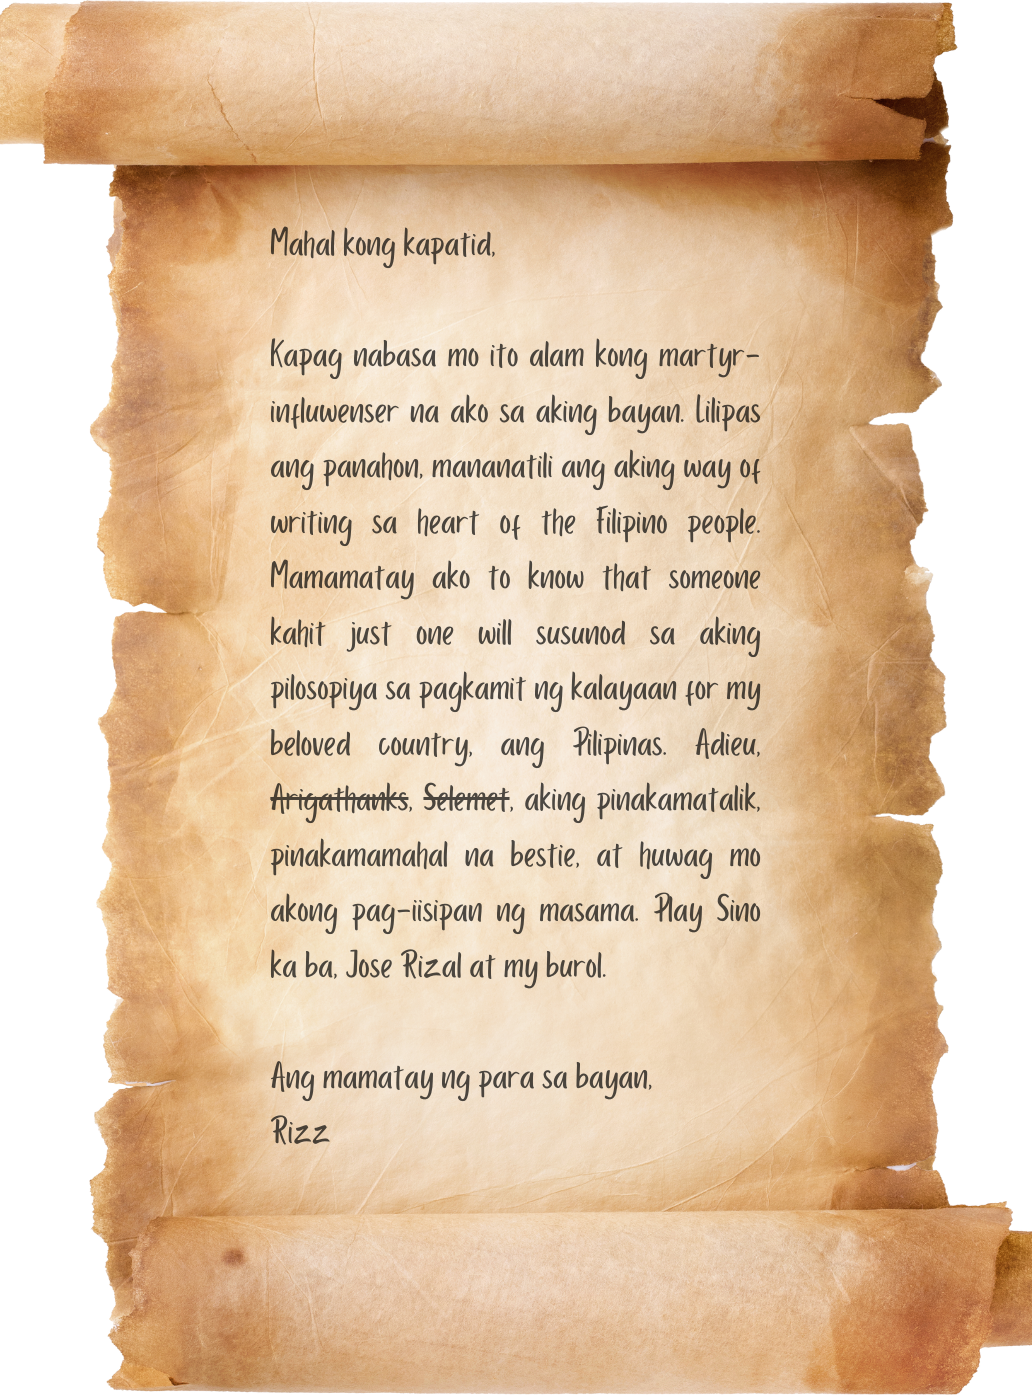 Mahal kong kapatid,
Kapag nabasa mo ito alam kong martyr-
influwenser na ako sa aking bayan. Lilipas
ang panahon, mananatili ang aking way of
writing sa heart of the Filipino people.
Mamamatay ako to know that someone
kahit just one will susunod sa aking
pilosopiya sa pagkamit ng kalayaan for my
beloved country, ang Pilipinas. Adieu,
Arigathanks, Selemet, aking pinakamatalik,
pinakamamahal na bestie, at huwag mo
akong pag-iisipan ng masama. Play Sino
ka ba, Jose Rizal at my burol.
Ang mamatay ng para sa bayan,
Rizz